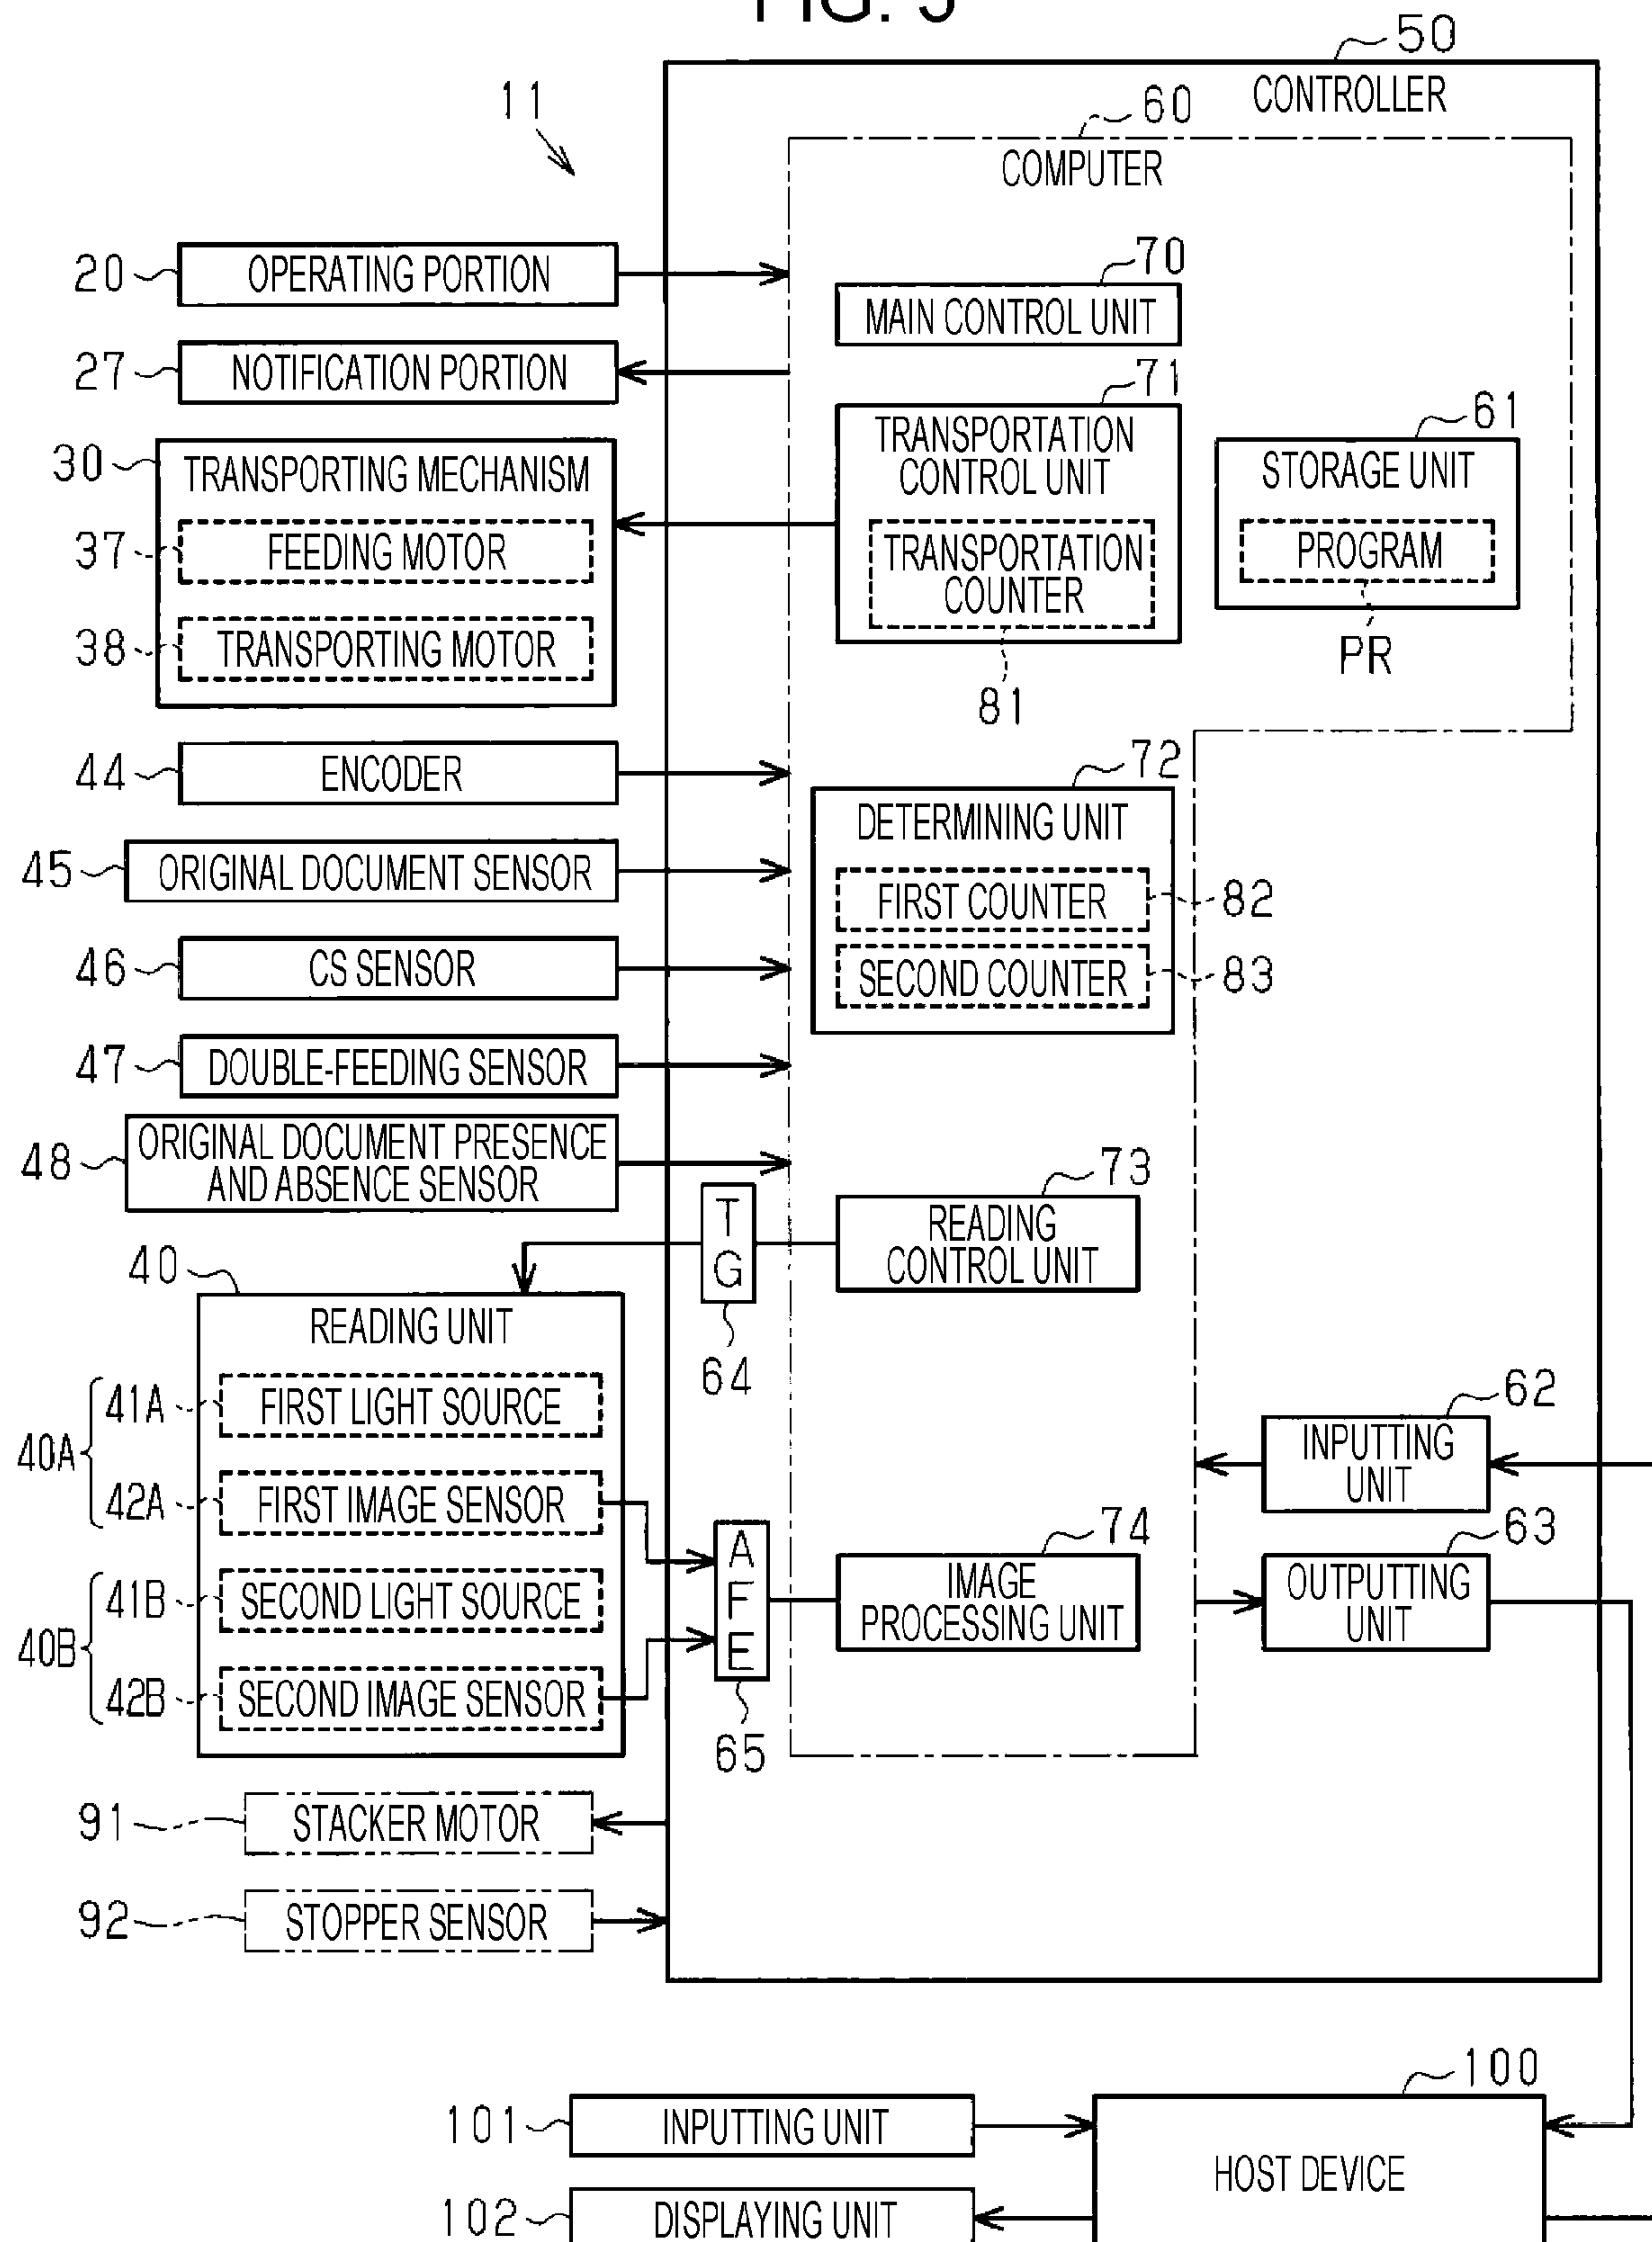 FIG. 5
50
CONTROLLER
11
60
COMPUTER
20
OPERATING PORTION
70
MAIN CONTROL UNIT
27
NOTIFICATION PORTION
71
TRANSPORTATION
CONTROL UNIT
TRANSPORTATION
COUNTER
81
61
STORAGE UNIT
PROGRAM
PR
30
TRANSPORTING MECHANISM
37
FEEDING MOTOR
38
TRANSPORTING MOTOR
44
ENCODER
72
DETERMINING UNIT
FIRST COUNTER
82
SECOND COUNTER
83
45
ORIGINAL DOCUMENT SENSOR
46
CS SENSOR
47
DOUBLE-FEEDING SENSOR
48
ORIGINAL DOCUMENT PRESENCE
AND ABSENCE SENSOR
73
READING
CONTROL UNIT
T
G
64
40
READING UNIT
40A
41A
FIRST LIGHT SOURCE
42A
FIRST IMAGE SENSOR
40B
41B
SECOND LIGHT SOURCE
42B
SECOND IMAGE SENSOR
A
F
E
65
74
IMAGE
PROCESSING UNIT
62
INPUTTING
UNIT
63
OUTPUTTING
UNIT
91
STACKER MOTOR
92
STOPPER SENSOR
100
HOST DEVICE
101
INPUTTING UNIT
102
DISPLAYING UNIT